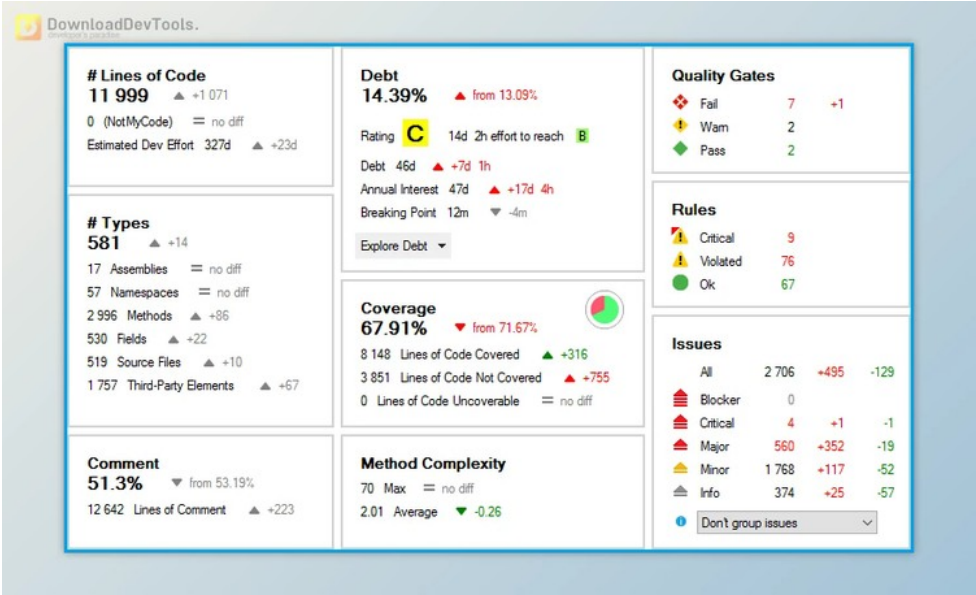 DownloadDevTools.
developer's paradise
# Lines of Code
11 999 +1 071
0 (NotMyCode) = no diff
Estimated Dev Effort 327d +23d
# Types
581 +14
17 Assemblies = no diff
57 Namespaces = no diff
2 996 Methods +86
530 Fields +22
519 Source Files +10
1 757 Third-Party Elements +67
Comment
51.3% from 53.19%
12 642 Lines of Comment +223
Debt
14.39% from 13.09%
Rating C 14d 2h effort to reach B
Debt 46d +7d 1h
Annual Interest 47d +17d 4h
Breaking Point 12m -4m
Explore Debt
Coverage
67.91% from 71.67%
8 148 Lines of Code Covered +316
3 851 Lines of Code Not Covered +755
0 Lines of Code Uncoverable = no diff
Method Complexity
70 Max = no diff
2.01 Average -0.26
Quality Gates
Fail 7 +1
Warn 2
Pass 2
Rules
Critical 9
Violated 76
Ok 67
Issues
All 2 706 +495 -129
Blocker 0
Critical 4 +1 -1
Major 560 +352 -19
Minor 1 768 +117 -52
Info 374 +25 -57
Don't group issues